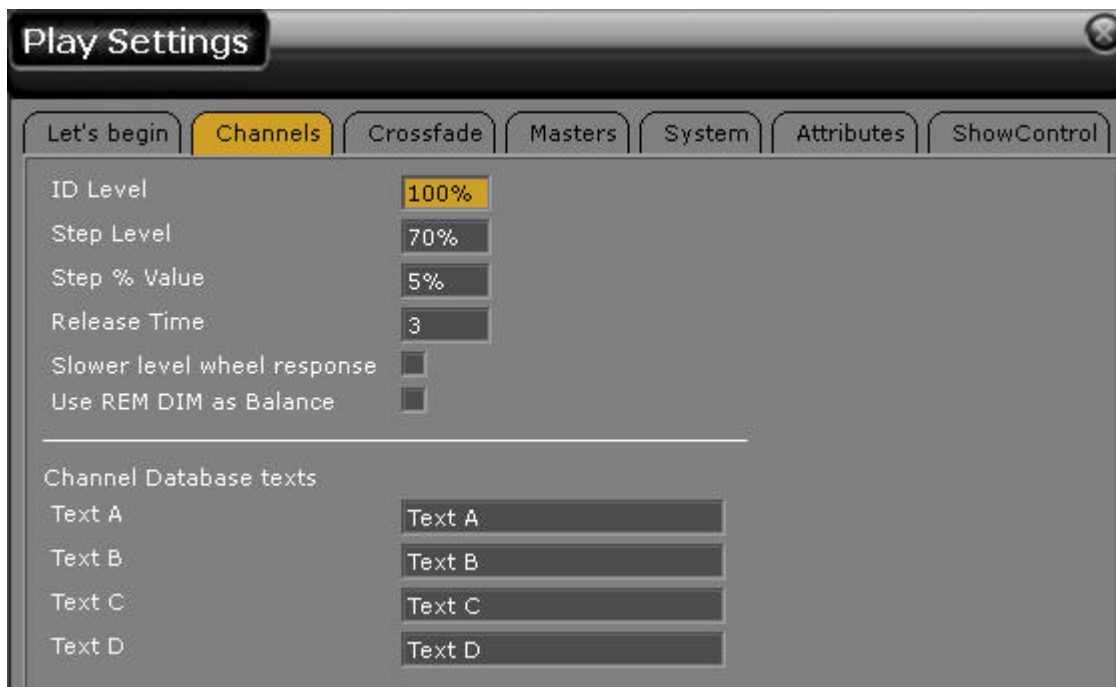 Play Settings
Let's begin Channels Crossfade Masters System Attributes ShowControl
ID Level 100%
Step Level 70%
Step % Value 5%
Release Time 3
Slower level wheel response
Use REM DIM as Balance
Channel Database texts
Text A Text A
Text B Text B
Text C Text C
Text D Text D